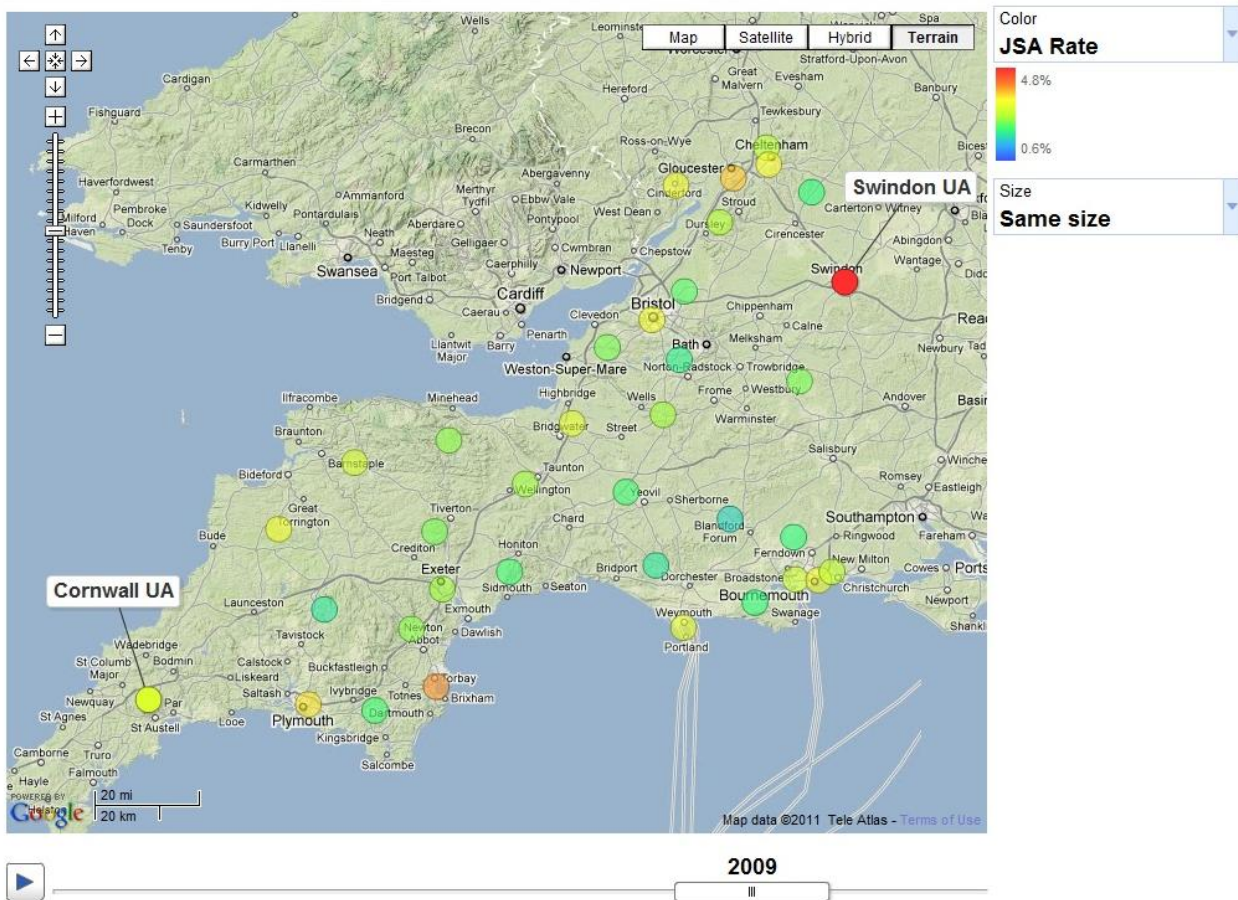 Wells
Leominster
Spa
Map
Satellite
Hybrid
Terrain
Worcester
Stratford-Upon-Avon
Cardigan
Great
Malvern
Evesham
Banbury
Hereford
Fishguard
Tewkesbury
Brecon
Ross-on-Wye
Cheltenham
Carmarthen
Abergavenny
Gloucester
Haverfordwest
Cinderford
Swindon UA
Ammanford
Merthyr
Tydfil
Ebbw Vale
West Dean
Stroud
Carterton
Witney
Kidwelly
Pontardulais
Aberdare
Pontypool
Milford
Haven
Pembroke
Dock
Saundersfoot
Tenby
Burry Port
Llanelli
Neath
Maesteg
Gelligaer
Cwmbran
Dursley
Cirencester
Abingdon
Wantage
Chepstow
Swansea
Port Talbot
Caerphilly
Newport
Swindon
Bridgend
Cardiff
Caerau
Clevedon
Bristol
Chippenham
Calne
Llantwit
Major
Barry
Penarth
Bath
Melksham
Newbury
Weston-Super-Mare
Norton-Radstock
Trowbridge
Highbridge
Frome
Westbury
Ilfracombe
Minehead
Wells
Andover
Warminster
Braunton
Bridgwater
Street
Barnstaple
Salisbury
Bideford
Taunton
Romsey
Eastleigh
Wellington
Yeovil
Sherborne
Great
Torrington
Tiverton
Chard
Blandford
Forum
Southampton
Bude
Crediton
Honiton
Ringwood
Fareham
Ferndown
New Milton
Exeter
Bridport
Dorchester
Broadstone
Christchurch
Cowes
Cornwall UA
Sidmouth
Seaton
Bournemouth
Newport
Launceston
Exmouth
Weymouth
Swanage
Tavistock
Newton
Abbot
Dawlish
Portland
Wadebridge
St Columb
Major
Bodmin
Calstock
Buckfastleigh
Liskeard
Newquay
Par
Saltash
Ivybridge
Totnes
Torbay
Brixham
St Agnes
St Austell
Looe
Plymouth
Dartmouth
Kingsbridge
Salcombe
Camborne
Truro
Hayle
Falmouth
Helston
POWERED BY
Google
20 mi
20 km
Map data ©2011 Tele Atlas - Terms of Use
2009
Color
JSA Rate
4.8%
0.6%
Size
Same size